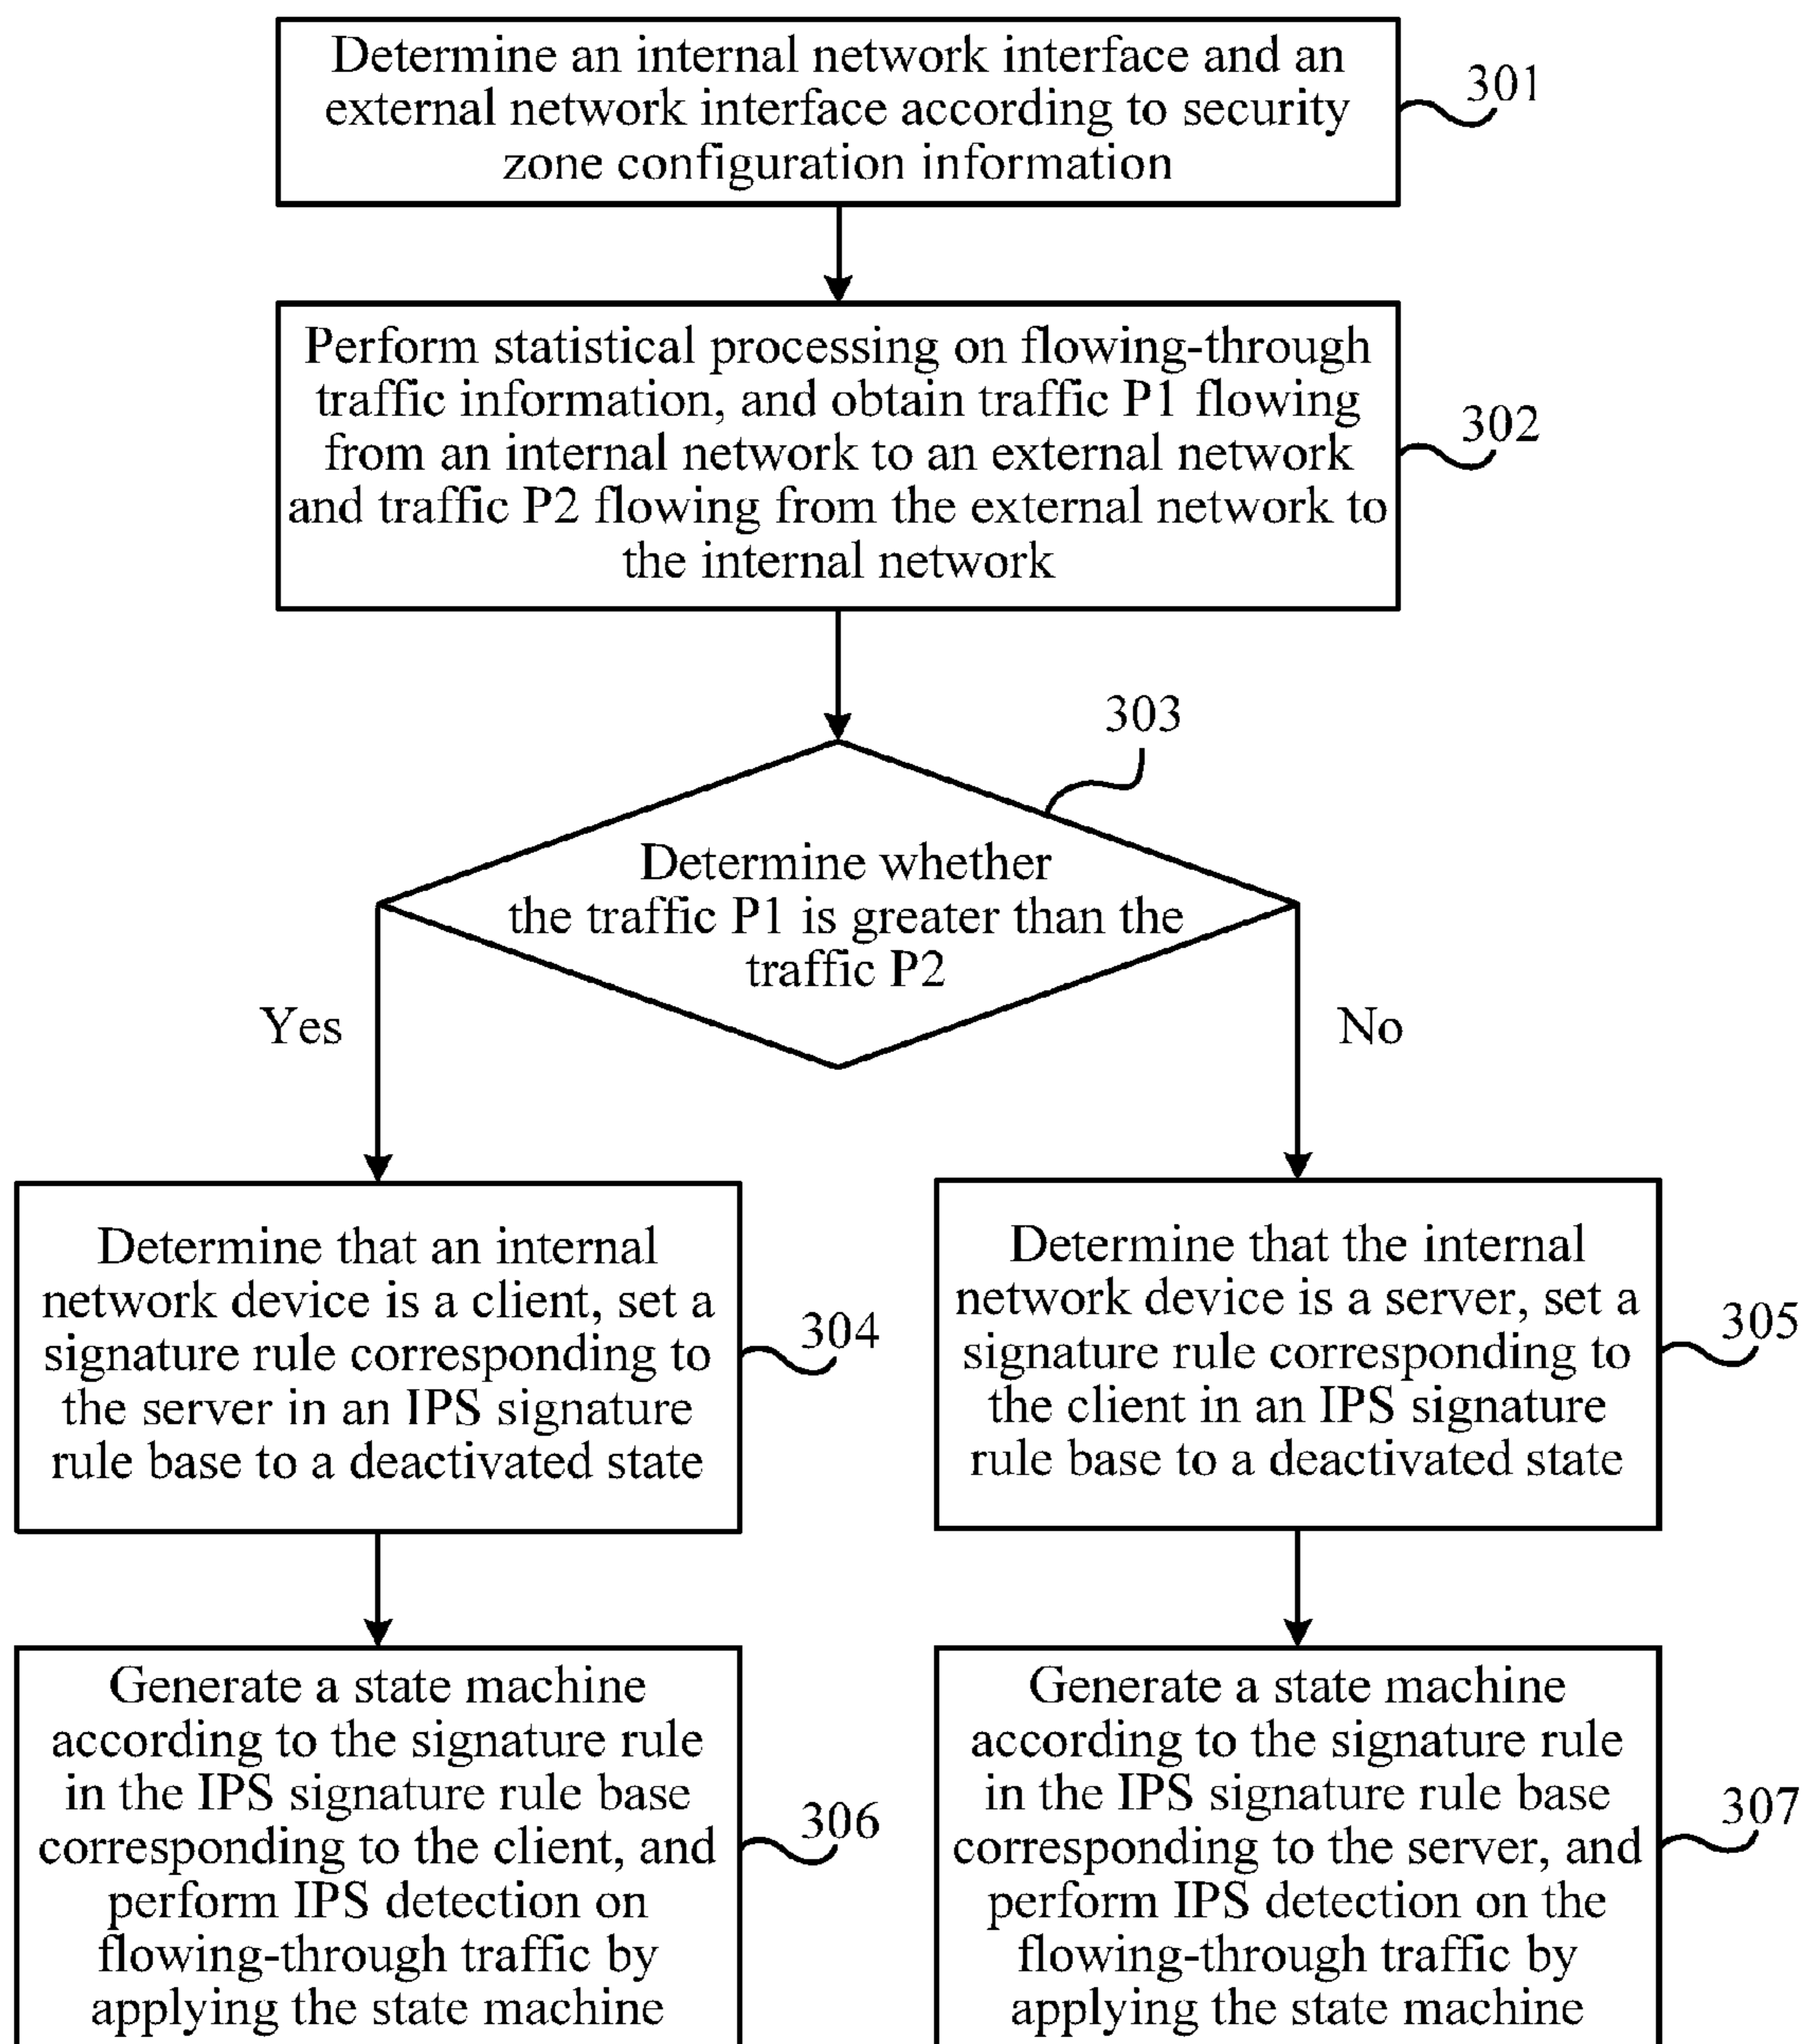 Determine an internal network interface and an
external network interface according to security
zone configuration information
301
Perform statistical processing on flowing-through
traffic information, and obtain traffic P1 flowing
from an internal network to an external network
and traffic P2 flowing from the external network to
the internal network
302
303
Determine whether
the traffic P1 is greater than the
traffic P2
Yes
No
Determine that an internal
network device is a client, set a
signature rule corresponding to
the server in an IPS signature
rule base to a deactivated state
304
Determine that the internal
network device is a server, set a
signature rule corresponding to
the client in an IPS signature
rule base to a deactivated state
305
Generate a state machine
according to the signature rule
in the IPS signature rule base
corresponding to the client, and
perform IPS detection on
flowing-through traffic by
applying the state machine
306
Generate a state machine
according to the signature rule
in the IPS signature rule base
corresponding to the server, and
perform IPS detection on the
flowing-through traffic by
applying the state machine
307